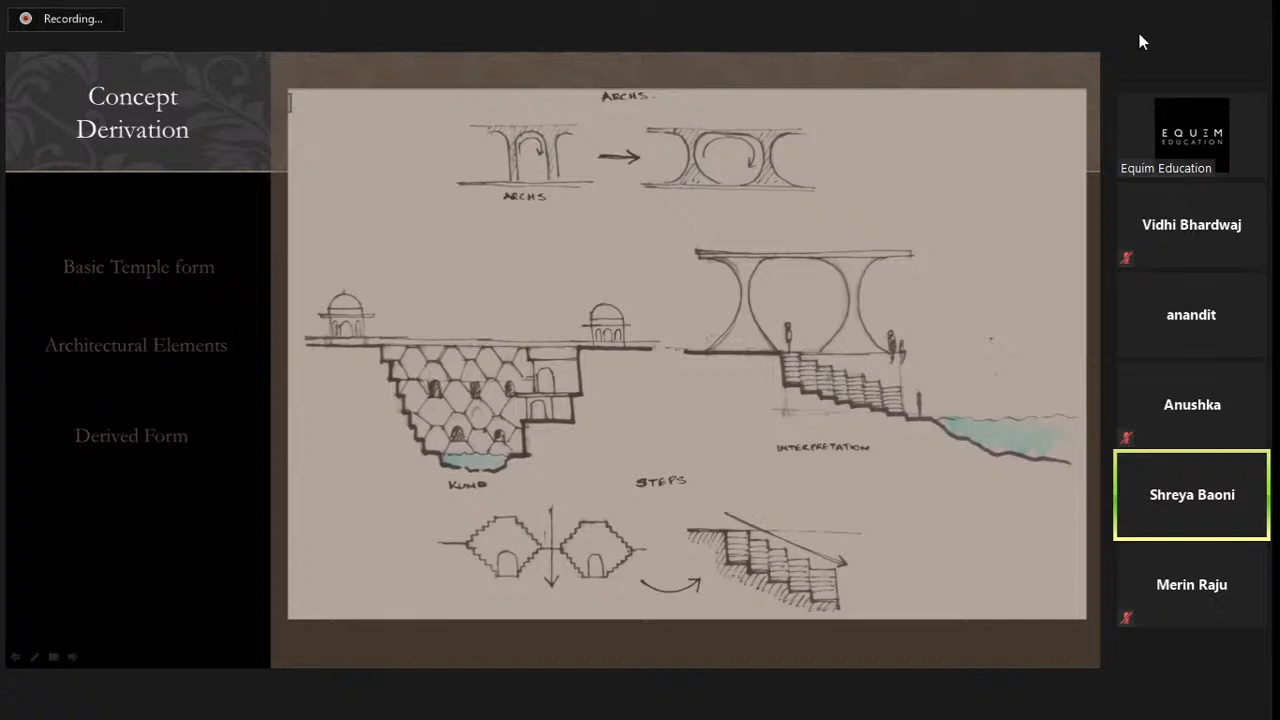 Recording...
Concept
Derivation
Basic Temple form
Architectural Elements
Derived Form
ARCHS.
ARCHS
KUND
STEPS
INTERPRETATION
EQUEM
EDUCATION
Equim Education
Vidhi Bhardwaj
anandit
Anushka
Shreya Baoni
Merin Raju